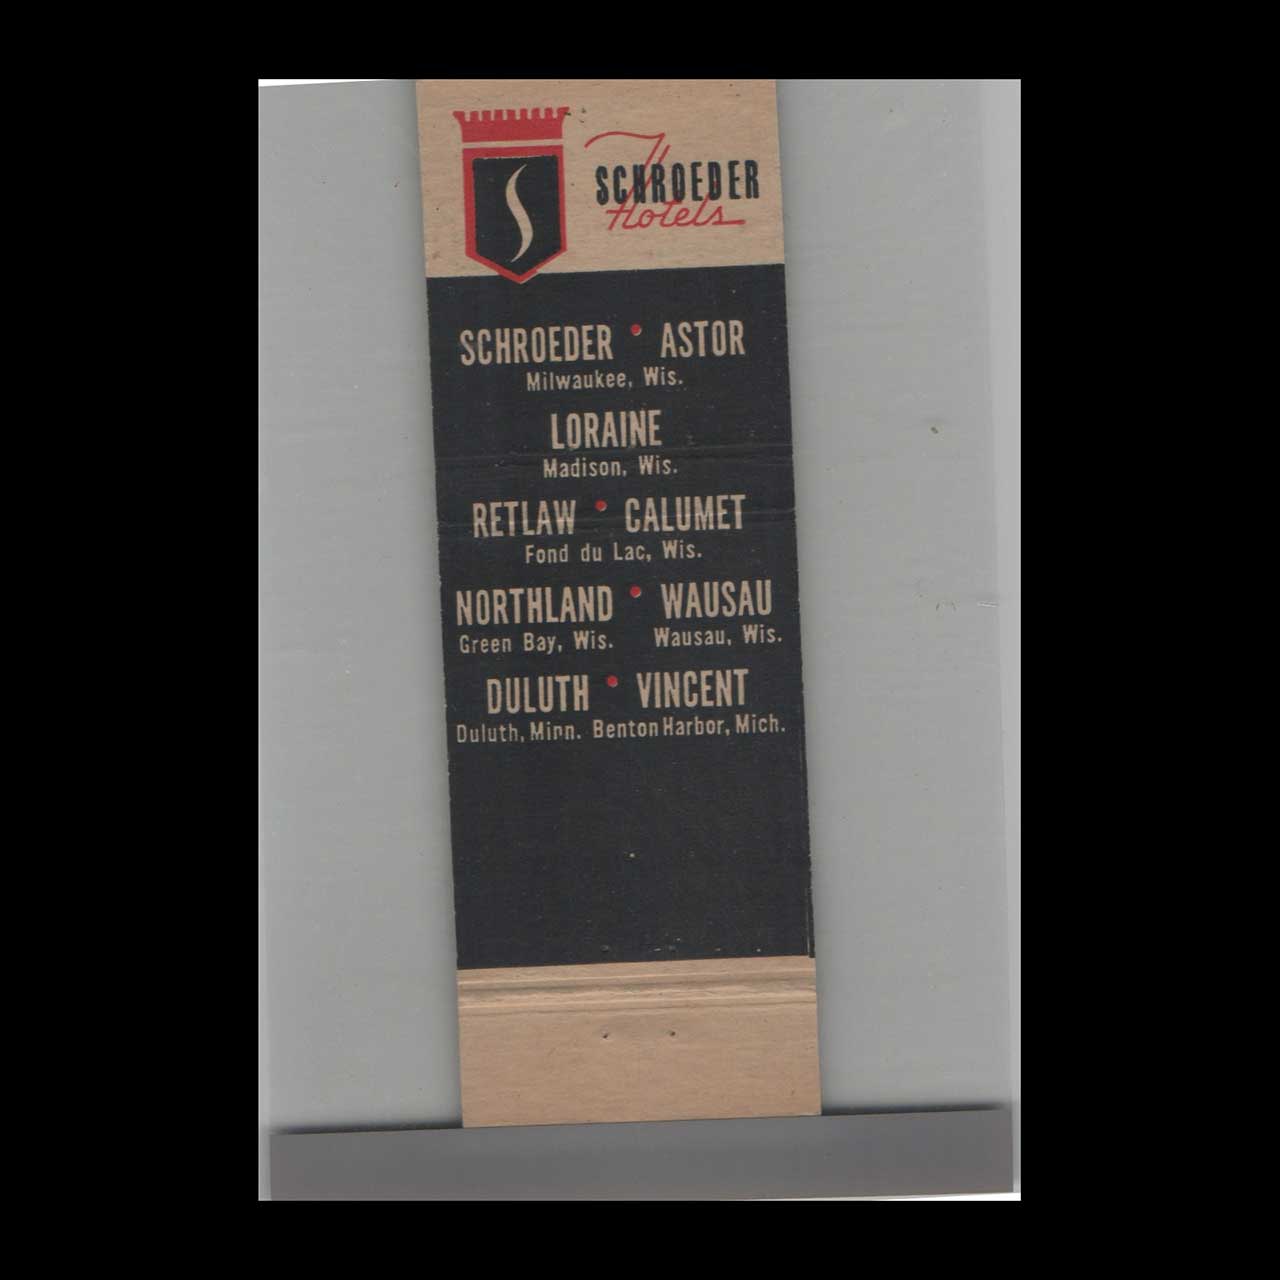 S
SCHROEDER
Hotels
SCHROEDER • ASTOR
Milwaukee, Wis.
LORAINE
Madison, Wis.
RETLAW • CALUMET
Fond du Lac, Wis.
NORTHLAND • WAUSAU
Green Bay, Wis. Wausau, Wis.
DULUTH • VINCENT
Duluth, Minn. Benton Harbor, Mich.